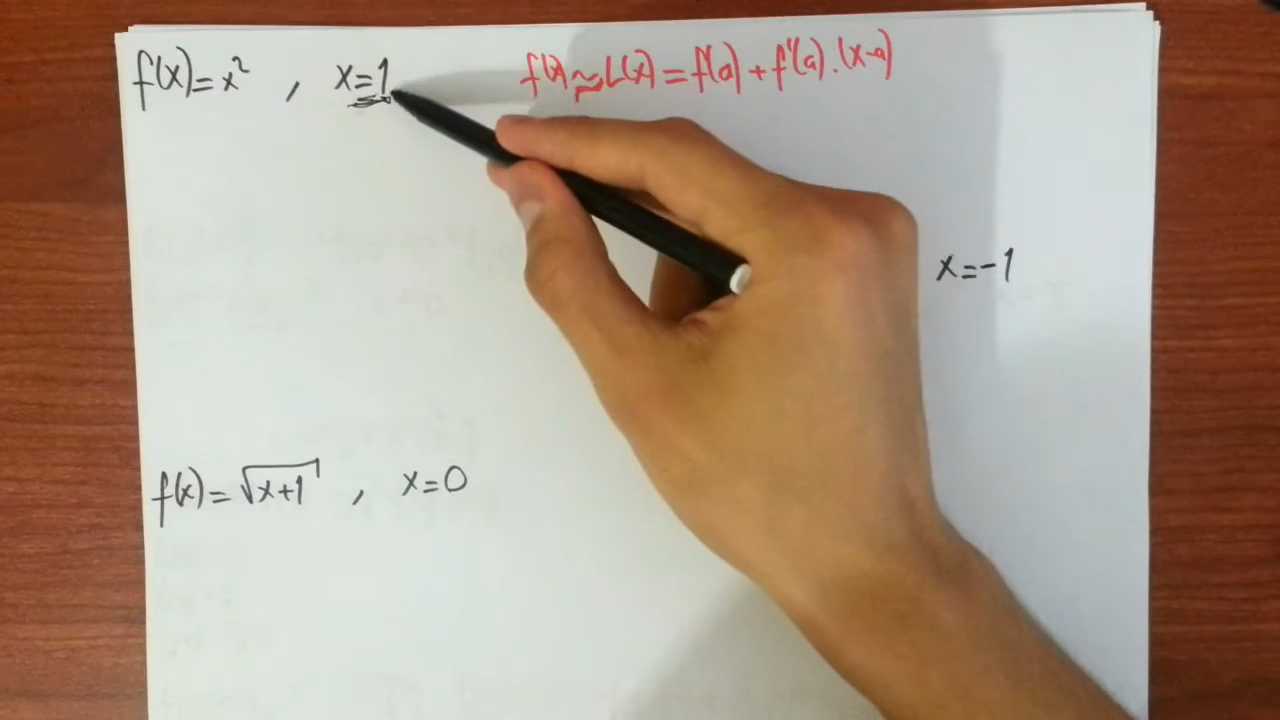 f(x)=x² , x=1
f(x)≈L(x)=f(a)+f'(a).(x-a)
x=-1
f(x)=√x+1 , x=0